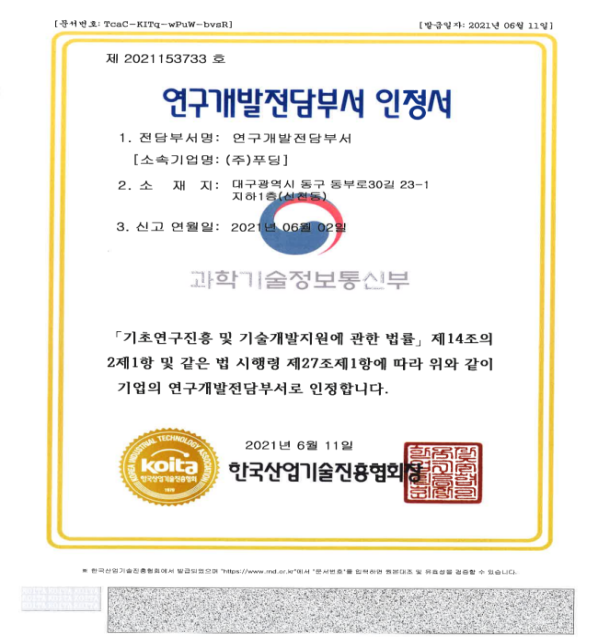 [문서번호: TcaC-KITq-wPuW-bvsR] [발급일자: 2021년 06월 11일]
제 2021153733 호
연구개발전담부서 인정서
1. 전담부서명: 연구개발전담부서
[소속기업명: (주)푸딩]
2. 소 재 지: 대구광역시 동구 동부로30길 23-1
지하1층(신천동)
3. 신고 연월일: 2021년 06월 02일
과학기술정보통신부
「기초연구진흥 및 기술개발지원에 관한 법률」 제14조의
2제1항 및 같은 법 시행령 제27조제1항에 따라 위와 같이
기업의 연구개발전담부서로 인정합니다.
2021년 6월 11일
한국산업기술진흥협회장
KOREA INDUSTRIAL TECHNOLOGY ASSOCIATION
koita
한국산업기술진흥협회
※ 한국산업기술진흥협회에서 발급되었으며 "https://www.rnd.or.kr"에서 "문서번호"를 입력하면 원본대조 및 유효성을 검증할 수 있습니다.